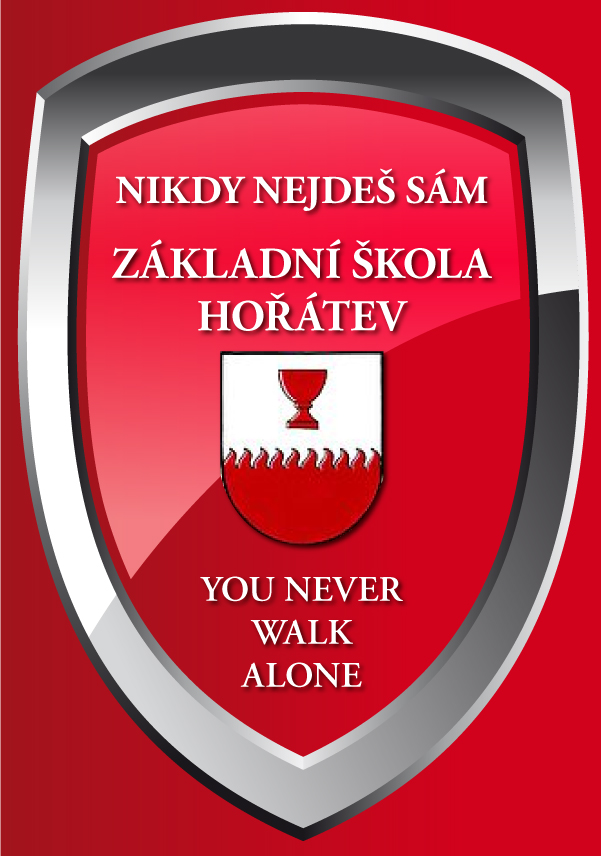 NIKDY NEJDEŠ SÁM
ZÁKLADNÍ ŠKOLA
HOŘÁTEV
YOU NEVER
WALK
ALONE